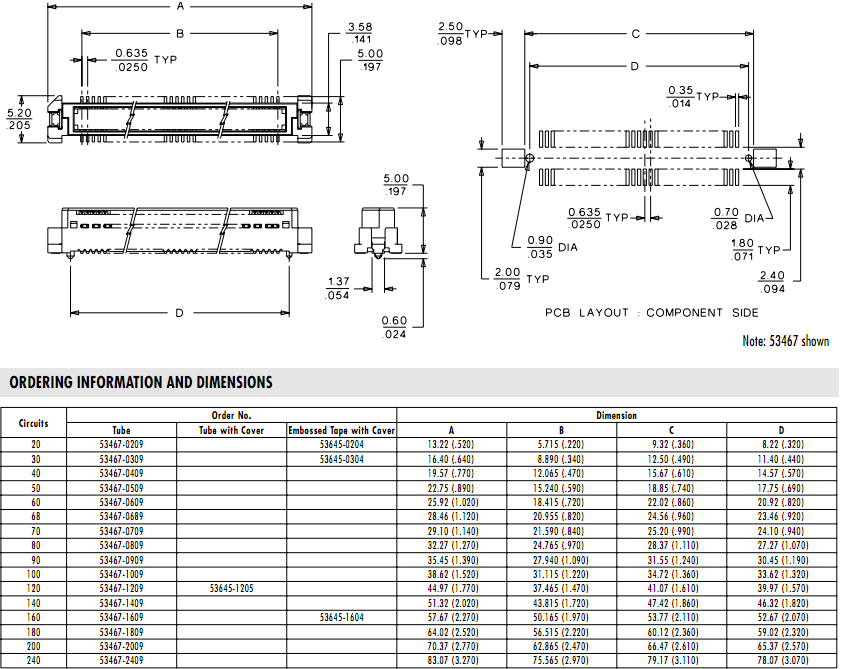 A
B
0.635 TYP
.0250
3.58
.141
5.00
.197
5.20
.205
2.50 TYP
.098
C
D
0.35 TYP
.014
5.00
.197
0.635 TYP
.0250
0.70 DIA
.028
0.90 DIA
.035
1.80 TYP
.071
2.00 TYP
.079
2.40
.094
1.37
.054
D
0.60
.024
PCB LAYOUT : COMPONENT SIDE
Note: 53467 shown
ORDERING INFORMATION AND DIMENSIONS
Circuits Order No. Dimension
Tube Tube with Cover Embossed Tape with Cover A B C D
20 53467-0209 53645-0204 13.22 (.520) 5.715 (.220) 9.32 (.360) 8.22 (.320)
30 53467-0309 53645-0304 16.40 (.640) 8.890 (.340) 12.50 (.490) 11.40 (.440)
40 53467-0409 19.57 (.770) 12.065 (.470) 15.67 (.610) 14.57 (.570)
50 53467-0509 22.75 (.890) 15.240 (.590) 18.85 (.740) 17.75 (.690)
60 53467-0609 25.92 (1.020) 18.415 (.720) 22.02 (.860) 20.92 (.820)
68 53467-0689 28.46 (1.120) 20.955 (.820) 24.56 (.960) 23.46 (.920)
70 53467-0709 29.10 (1.140) 21.590 (.840) 25.20 (.990) 24.10 (.940)
80 53467-0809 32.27 (1.270) 24.765 (.970) 28.37 (1.110) 27.27 (1.070)
90 53467-0909 35.45 (1.390) 27.940 (1.090) 31.55 (1.240) 30.45 (1.190)
100 53467-1009 38.62 (1.520) 31.115 (1.220) 34.72 (1.360) 33.62 (1.320)
120 53467-1209 53645-1205 44.97 (1.770) 37.465 (1.470) 41.07 (1.610) 39.97 (1.570)
140 53467-1409 51.32 (2.020) 43.815 (1.720) 47.42 (1.860) 46.32 (1.820)
160 53467-1609 53645-1604 57.67 (2.270) 50.165 (1.970) 53.77 (2.110) 52.67 (2.070)
180 53467-1809 64.02 (2.520) 56.515 (2.220) 60.12 (2.360) 59.02 (2.320)
200 53467-2009 70.37 (2.770) 62.865 (2.470) 66.47 (2.610) 65.37 (2.570)
240 53467-2409 83.07 (3.270) 75.565 (2.970) 79.17 (3.110) 78.07 (3.070)